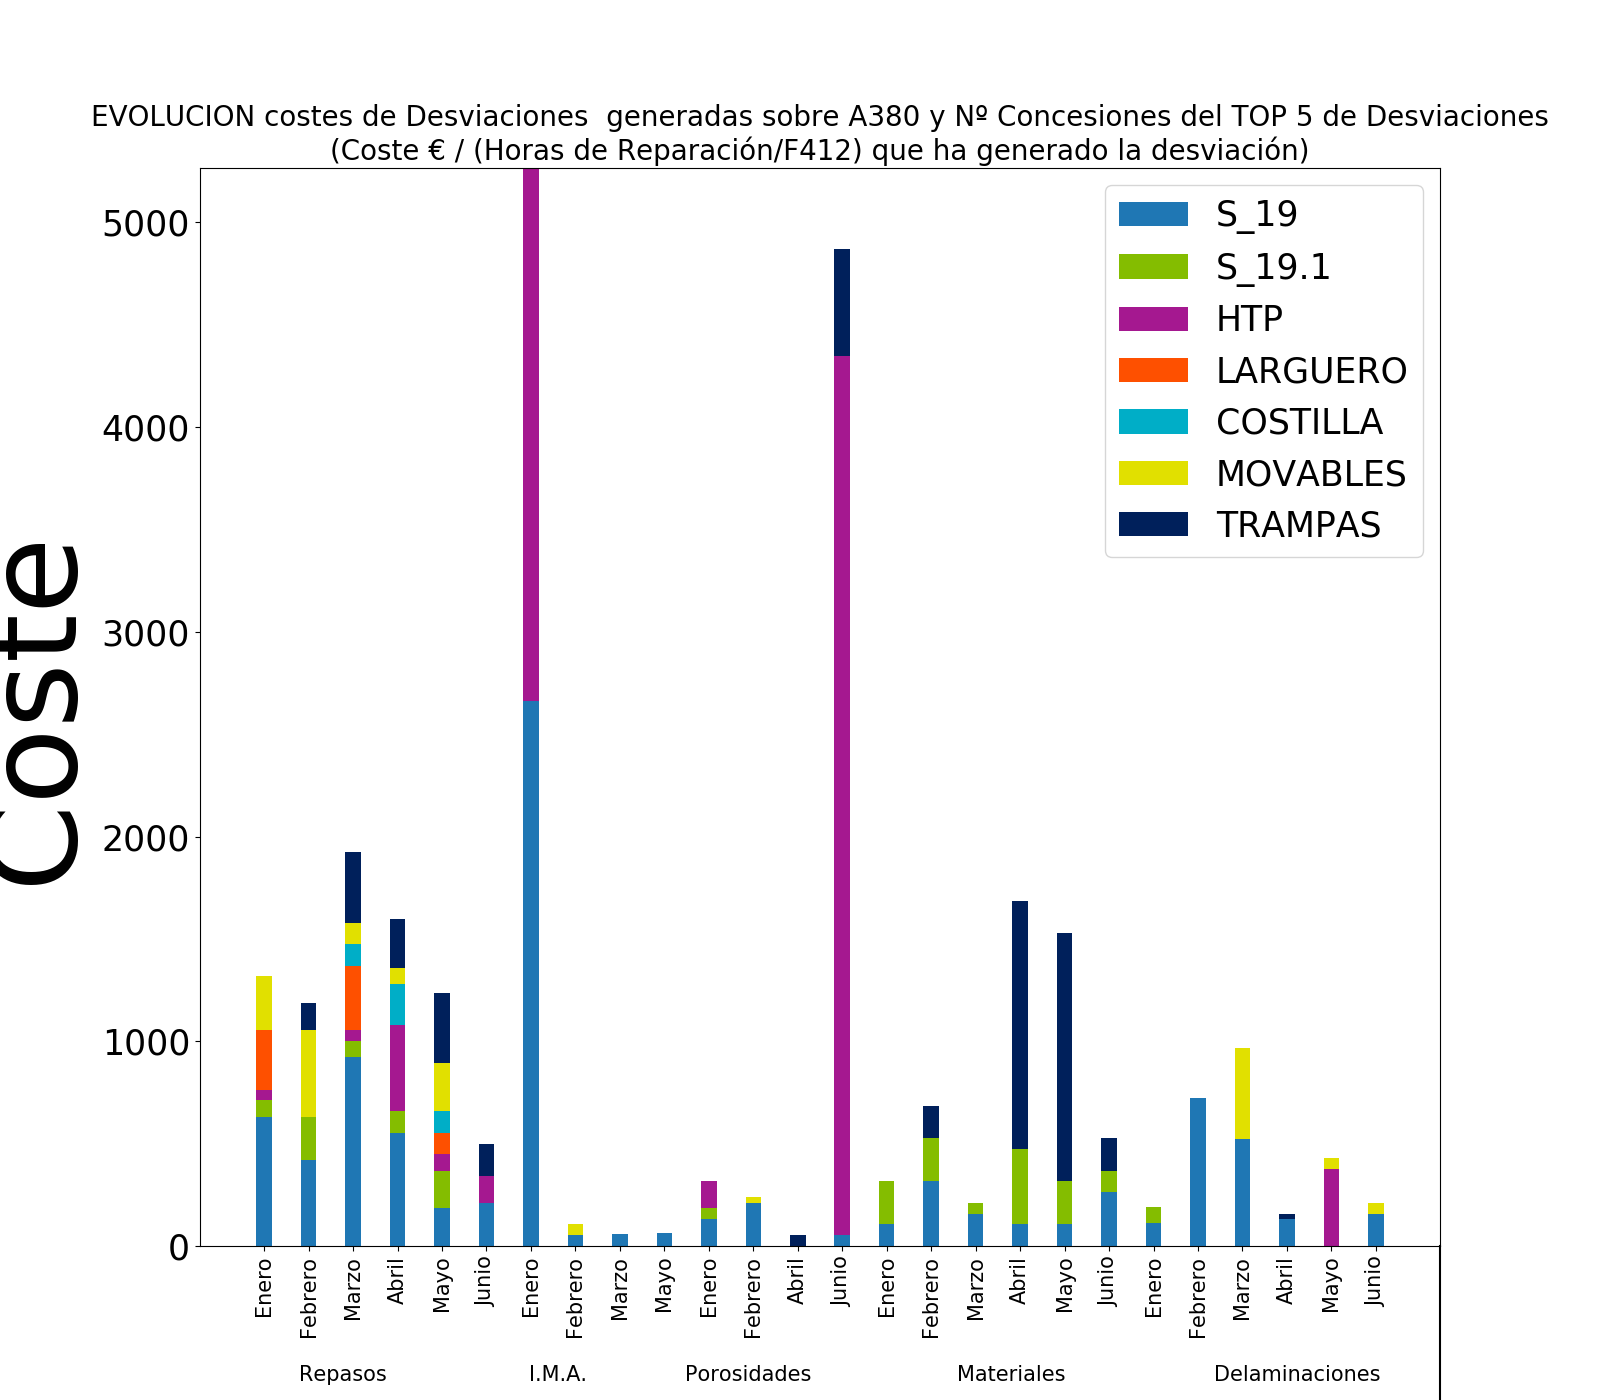 EVOLUCION costes de Desviaciones  generadas sobre A380 y Nº Concesiones del TOP 5 de Desviaciones
(Coste € / (Horas de Reparación/F412) que ha generado la desviación)
S_19
S_19.1
HTP
LARGUERO
COSTILLA
MOVABLES
TRAMPAS
Coste
5000
4000
3000
2000
1000
0
Enero
Febrero
Marzo
Abril
Mayo
Junio
Enero
Febrero
Marzo
Mayo
Enero
Febrero
Abril
Junio
Enero
Febrero
Marzo
Abril
Mayo
Junio
Enero
Febrero
Marzo
Abril
Mayo
Junio
Repasos
I.M.A.
Porosidades
Materiales
Delaminaciones